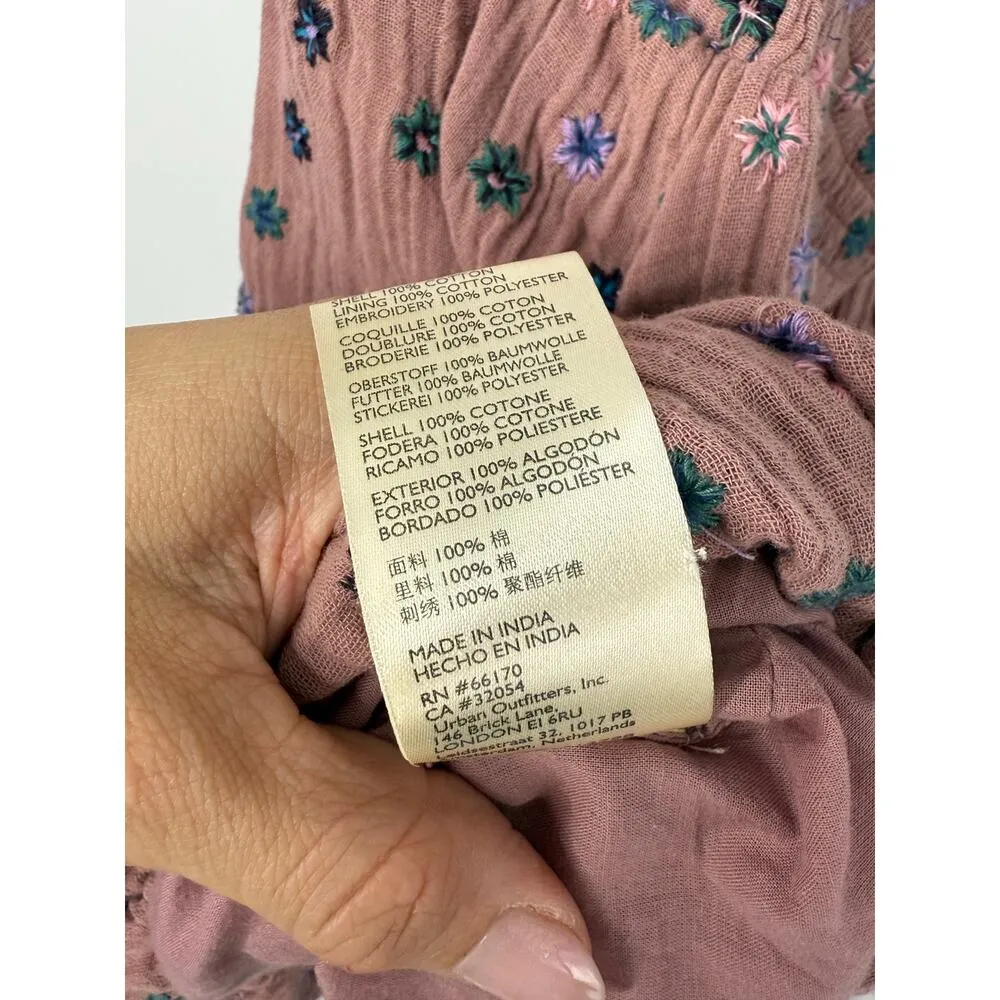 SHELL 100% COTTON
LINING 100% COTTON
EMBROIDERY 100% POLYESTER
COQUILLE 100% COTON
DOUBLURE 100% COTON
BRODERIE 100% POLYESTER
OBERSTOFF 100% BAUMWOLLE
FUTTER 100% BAUMWOLLE
STICKEREI 100% POLYESTER
SHELL 100% COTONE
FODERA 100% COTONE
RICAMO 100% POLIESTERE
EXTERIOR 100% ALGODÓN
FORRO 100% ALGODÓN
BORDADO 100% POLIÉSTER
面料 100% 棉
里料 100% 棉
刺绣 100% 聚酯纤维
MADE IN INDIA
HECHO EN INDIA
RN #66170
CA #32054
Urban Outfitters, Inc.
146 Brick Lane,
LONDON E1 6RU
Leidsestraat 32, 1017 PB
Amsterdam, Netherlands